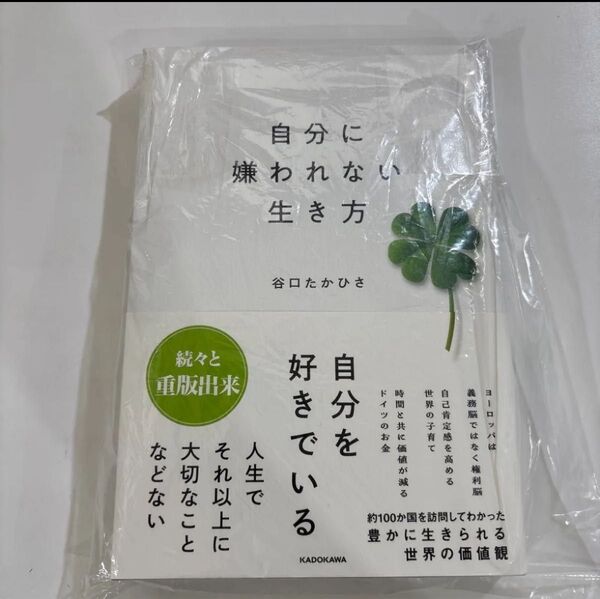 自分に
嫌われない
生き方
谷口たかひさ
続々と
重版出来
自分を
好きでいる
人生で
それ以上に
大切なこと
などない
ヨーロッパは
義務脳ではなく権利脳
自己肯定感を高める
世界の子育て
時間と共に価値が減る
ドイツのお金
約100か国を訪問してわかった
豊かに生きられる
世界の価値観
KADOKAWA